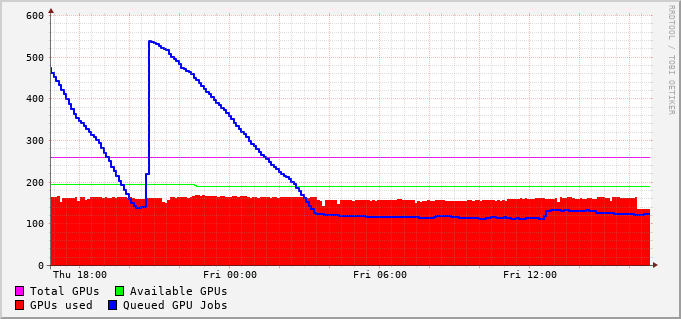 600
500
400
300
200
100
0
Thu 18:00 Fri 00:00 Fri 06:00 Fri 12:00
Total GPUs Available GPUs
GPUs used Queued GPU Jobs
RRDTOOL / TOBI OETIKER